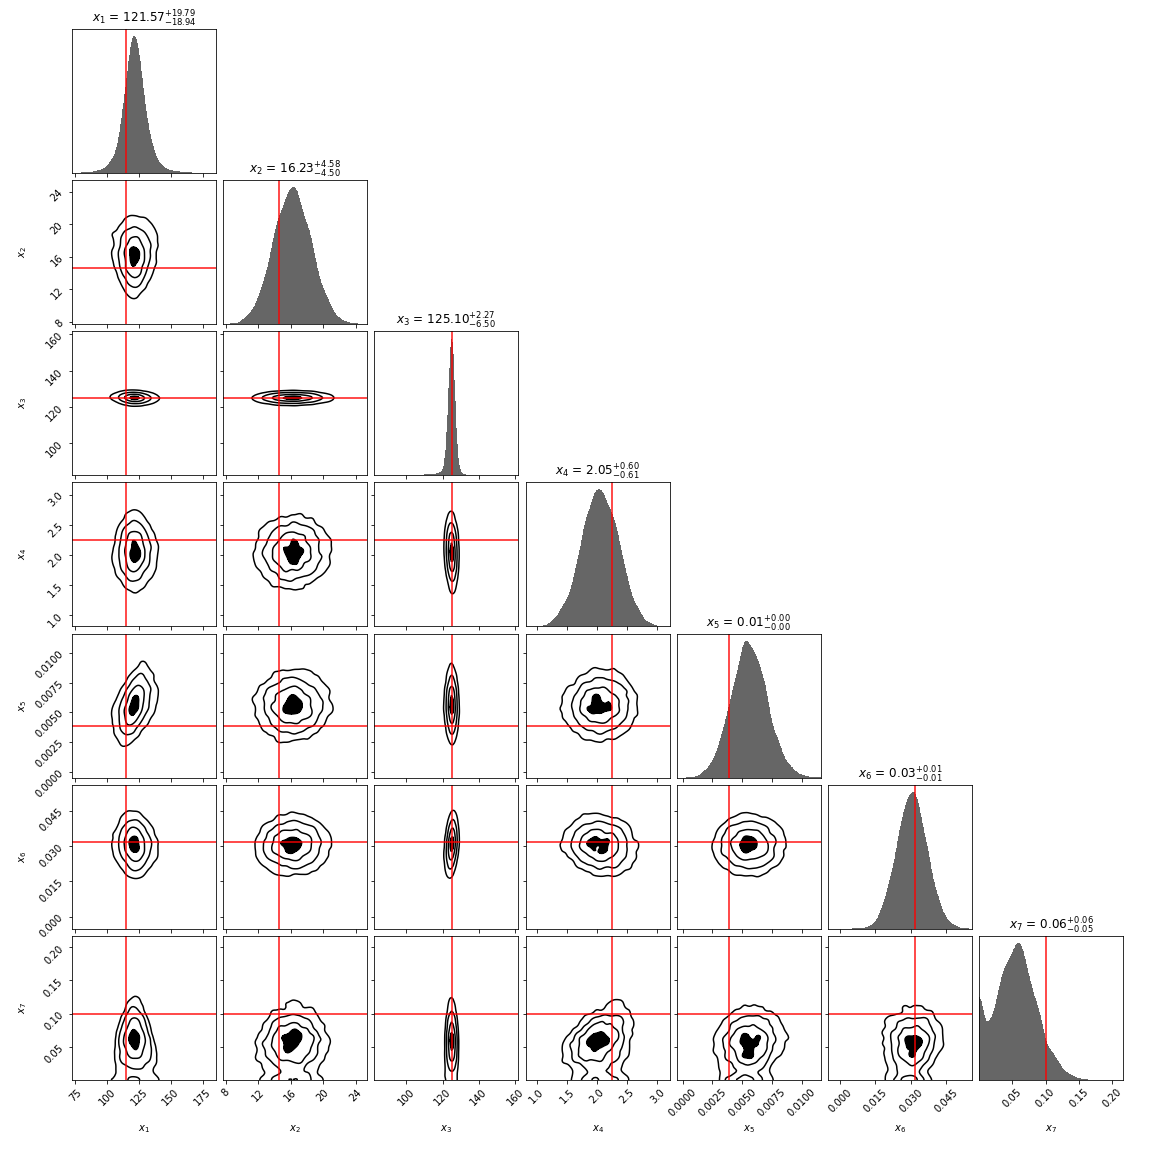 x₁ = 121.57+19.79−18.94
x₂ = 16.23+4.58−4.50
24
20
16
12
8
x₂
x₃ = 125.10+2.27−6.50
160
140
120
100
x₃
x₄ = 2.05+0.60−0.61
3.0
2.5
2.0
1.5
1.0
x₄
x₅ = 0.01+0.00−0.00
0.0100
0.0075
0.0050
0.0025
0.0000
x₅
x₆ = 0.03+0.01−0.01
0.045
0.030
0.015
0.000
x₆
x₇ = 0.06+0.06−0.05
0.20
0.15
0.10
0.05
x₇
75 100 125 150 175 8 12 16 20 24 100 120 140 160 1.0 1.5 2.0 2.5 3.0 0.0000 0.0025 0.0050 0.0075 0.0100 0.000 0.015 0.030 0.045 0.05 0.10 0.15 0.20
x₁ x₂ x₃ x₄ x₅ x₆ x₇